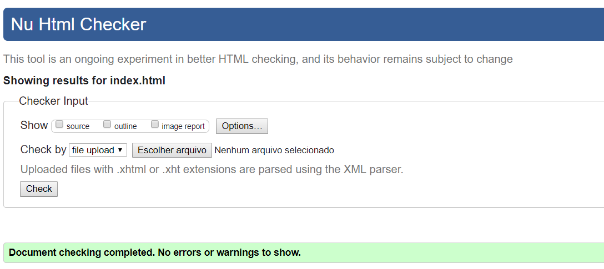 Nu Html Checker
This tool is an ongoing experiment in better HTML checking, and its behavior remains subject to change
Showing results for index.html
Checker Input
Show source outline image report Options...
Check by file upload Escolher arquivo Nenhum arquivo selecionado
Uploaded files with .xhtml or .xht extensions are parsed using the XML parser.
Check
Document checking completed. No errors or warnings to show.